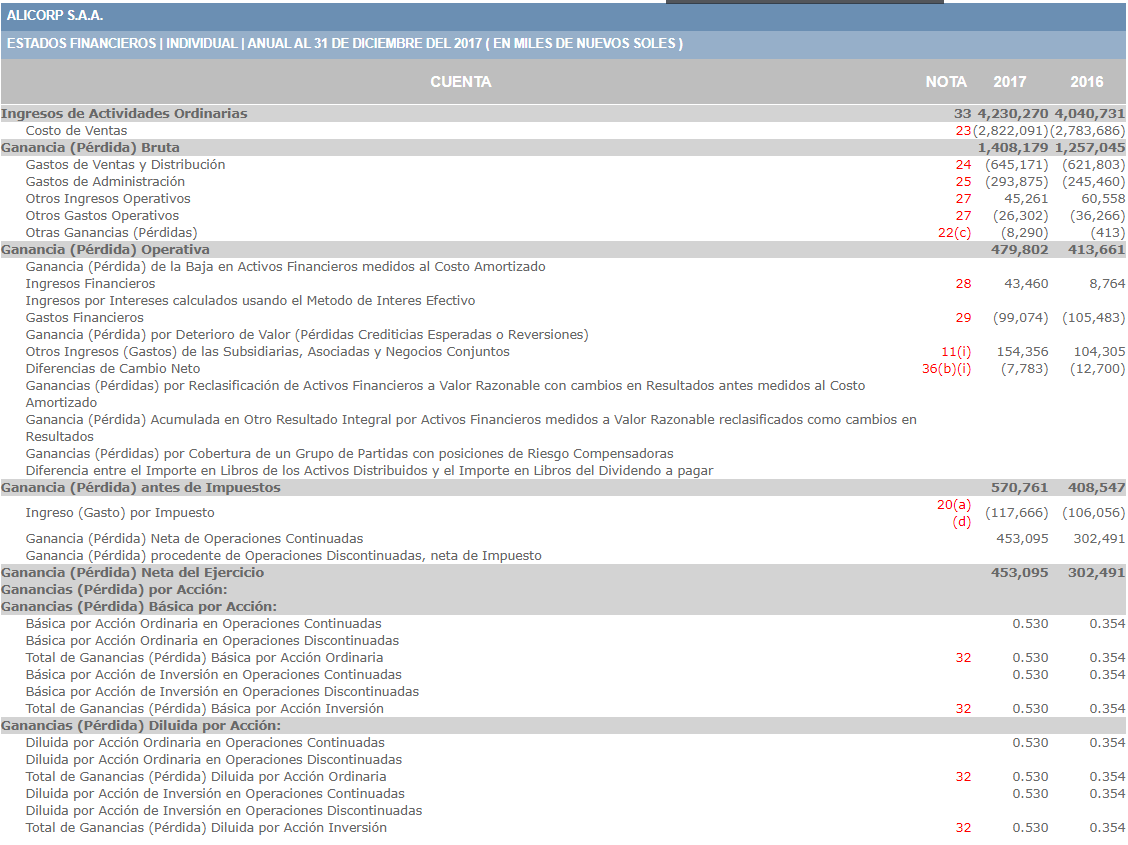 ALICORP S.A.A.
ESTADOS FINANCIEROS | INDIVIDUAL | ANUAL AL 31 DE DICIEMBRE DEL 2017 ( EN MILES DE NUEVOS SOLES )
CUENTA NOTA 2017 2016
Ingresos de Actividades Ordinarias 33 4,230,270 4,040,731
Costo de Ventas 23 (2,822,091) (2,783,686)
Ganancia (Pérdida) Bruta 1,408,179 1,257,045
Gastos de Ventas y Distribución 24 (645,171) (621,803)
Gastos de Administración 25 (293,875) (245,460)
Otros Ingresos Operativos 27 45,261 60,558
Otros Gastos Operativos 27 (26,302) (36,266)
Otras Ganancias (Pérdidas) 22(c) (8,290) (413)
Ganancia (Pérdida) Operativa 479,802 413,661
Ganancia (Pérdida) de la Baja en Activos Financieros medidos al Costo Amortizado
Ingresos Financieros 28 43,460 8,764
Ingresos por Intereses calculados usando el Metodo de Interes Efectivo
Gastos Financieros 29 (99,074) (105,483)
Ganancia (Pérdida) por Deterioro de Valor (Pérdidas Crediticias Esperadas o Reversiones)
Otros Ingresos (Gastos) de las Subsidiarias, Asociadas y Negocios Conjuntos 11(i) 154,356 104,305
Diferencias de Cambio Neto 36(b)(i) (7,783) (12,700)
Ganancias (Pérdidas) por Reclasificación de Activos Financieros a Valor Razonable con cambios en Resultados antes medidos al Costo
Amortizado
Ganancia (Pérdida) Acumulada en Otro Resultado Integral por Activos Financieros medidos a Valor Razonable reclasificados como cambios en
Resultados
Ganancias (Pérdidas) por Cobertura de un Grupo de Partidas con posiciones de Riesgo Compensadoras
Diferencia entre el Importe en Libros de los Activos Distribuidos y el Importe en Libros del Dividendo a pagar
Ganancia (Pérdida) antes de Impuestos 570,761 408,547
Ingreso (Gasto) por Impuesto 20(a) (117,666) (106,056)
(d)
Ganancia (Pérdida) Neta de Operaciones Continuadas 453,095 302,491
Ganancia (Pérdida) procedente de Operaciones Discontinuadas, neta de Impuesto
Ganancia (Pérdida) Neta del Ejercicio 453,095 302,491
Ganancias (Pérdida) por Acción:
Ganancias (Pérdida) Básica por Acción:
Básica por Acción Ordinaria en Operaciones Continuadas 0.530 0.354
Básica por Acción Ordinaria en Operaciones Discontinuadas
Total de Ganancias (Pérdida) Básica por Acción Ordinaria 32 0.530 0.354
Básica por Acción de Inversión en Operaciones Continuadas 0.530 0.354
Básica por Acción de Inversión en Operaciones Discontinuadas
Total de Ganancias (Pérdida) Básica por Acción Inversión 32 0.530 0.354
Ganancias (Pérdida) Diluida por Acción:
Diluida por Acción Ordinaria en Operaciones Continuadas 0.530 0.354
Diluida por Acción Ordinaria en Operaciones Discontinuadas
Total de Ganancias (Pérdida) Diluida por Acción Ordinaria 32 0.530 0.354
Diluida por Acción de Inversión en Operaciones Continuadas 0.530 0.354
Diluida por Acción de Inversión en Operaciones Discontinuadas
Total de Ganancias (Pérdida) Diluida por Acción Inversión 32 0.530 0.354